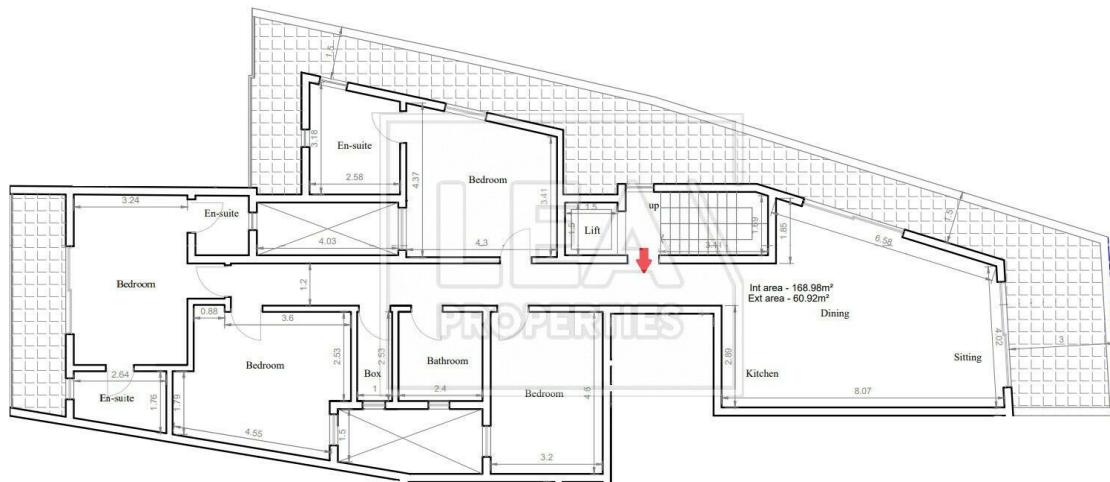 1.5
3.18
En-suite
2.58
4.37
Bedroom
3.41
3.24
En-suite
4.03
4.3
1.5
1.5
Lift
up
3.41
1.69
1.85
6.58
1.5
LEA
PROPERTIES
Int area - 168.98m²
Ext area - 60.92m²
Dining
Bedroom
1.2
0.88
3.6
Bedroom
2.53
Box
2.53
1
Bathroom
2.4
Bedroom
4.6
3.2
2.89
Kitchen
Sitting
4.02
3
8.07
2.64
En-suite
1.76
1.79
4.55
1.5